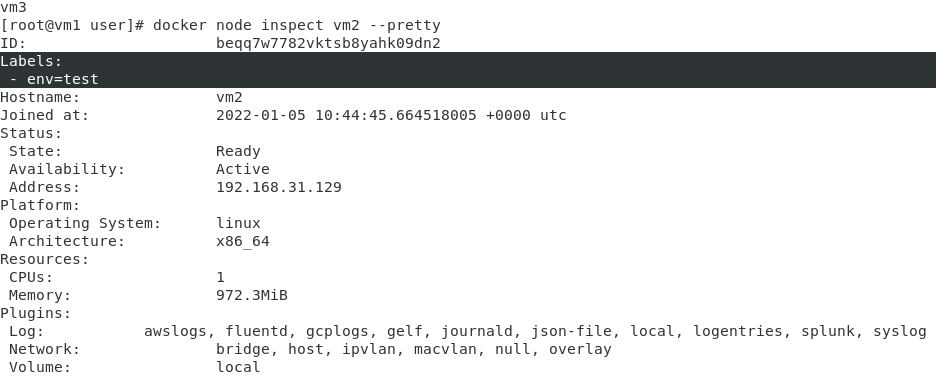 vm3
[root@vm1 user]# docker node inspect vm2 --pretty
ID: beqq7w7782vktsb8yahk09dn2
Labels:
- env=test
Hostname: vm2
Joined at: 2022-01-05 10:44:45.664518005 +0000 utc
Status:
State: Ready
Availability: Active
Address: 192.168.31.129
Platform:
Operating System: linux
Architecture: x86_64
Resources:
CPUs: 1
Memory: 972.3MiB
Plugins:
Log: awslogs, fluentd, gcplogs, gelf, journald, json-file, local, logentries, splunk, syslog
Network: bridge, host, ipvlan, macvlan, null, overlay
Volume: local